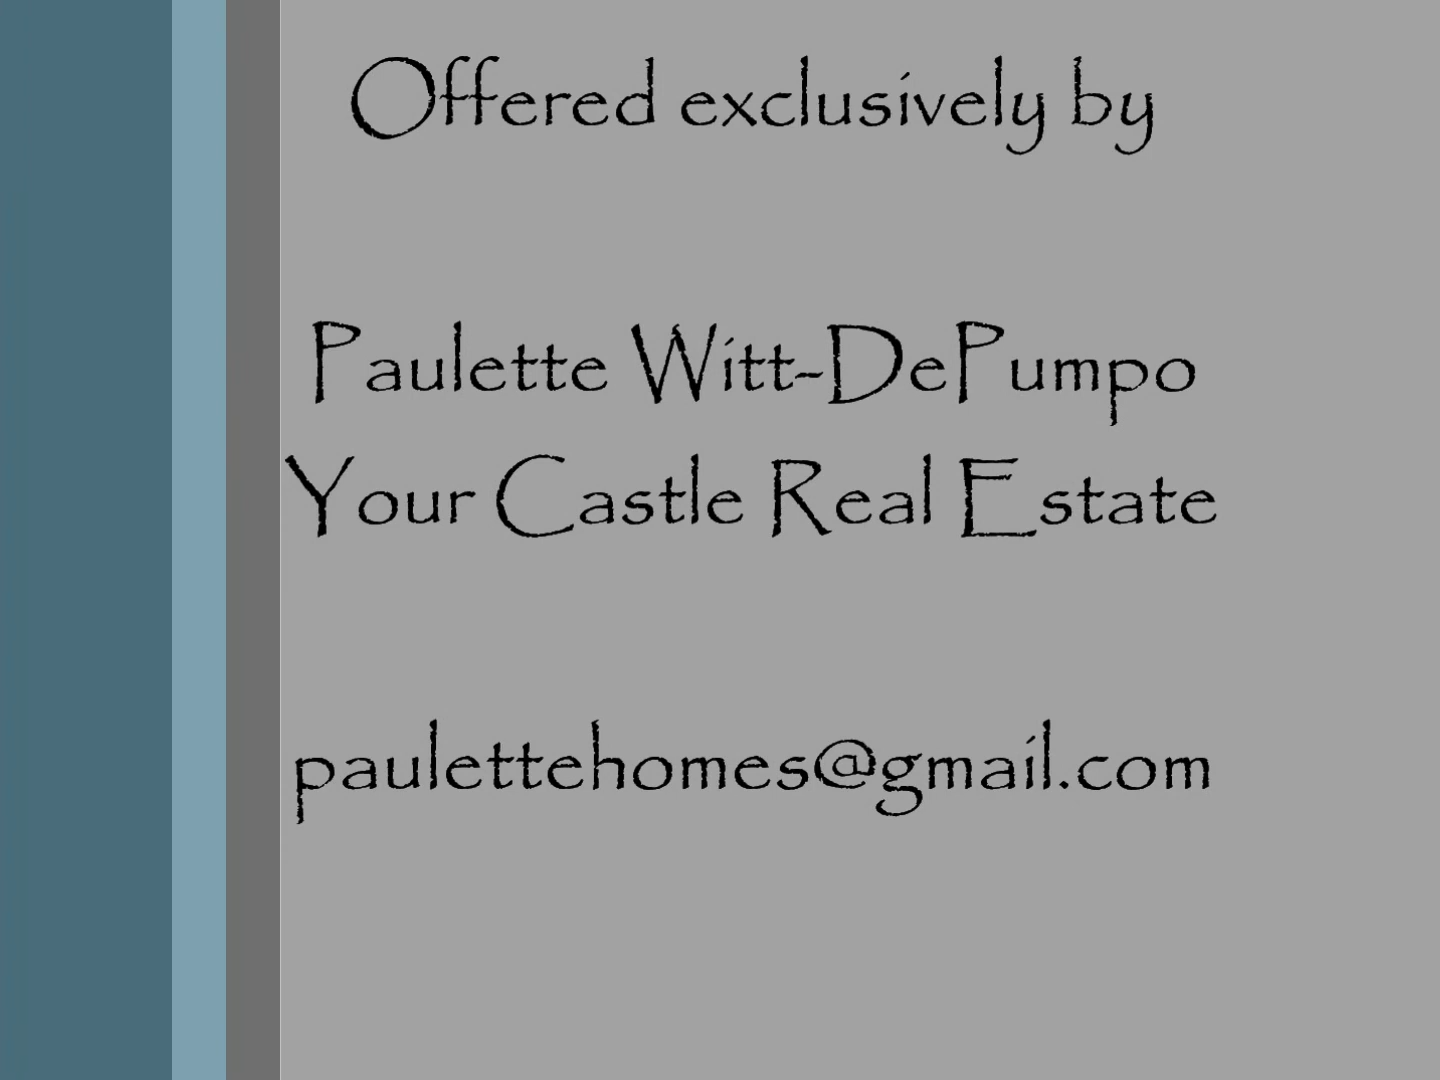 Offered exclusively by
Paulette Witt-DePumpo
Your Castle Real Estate
paulettehomes@gmail.com